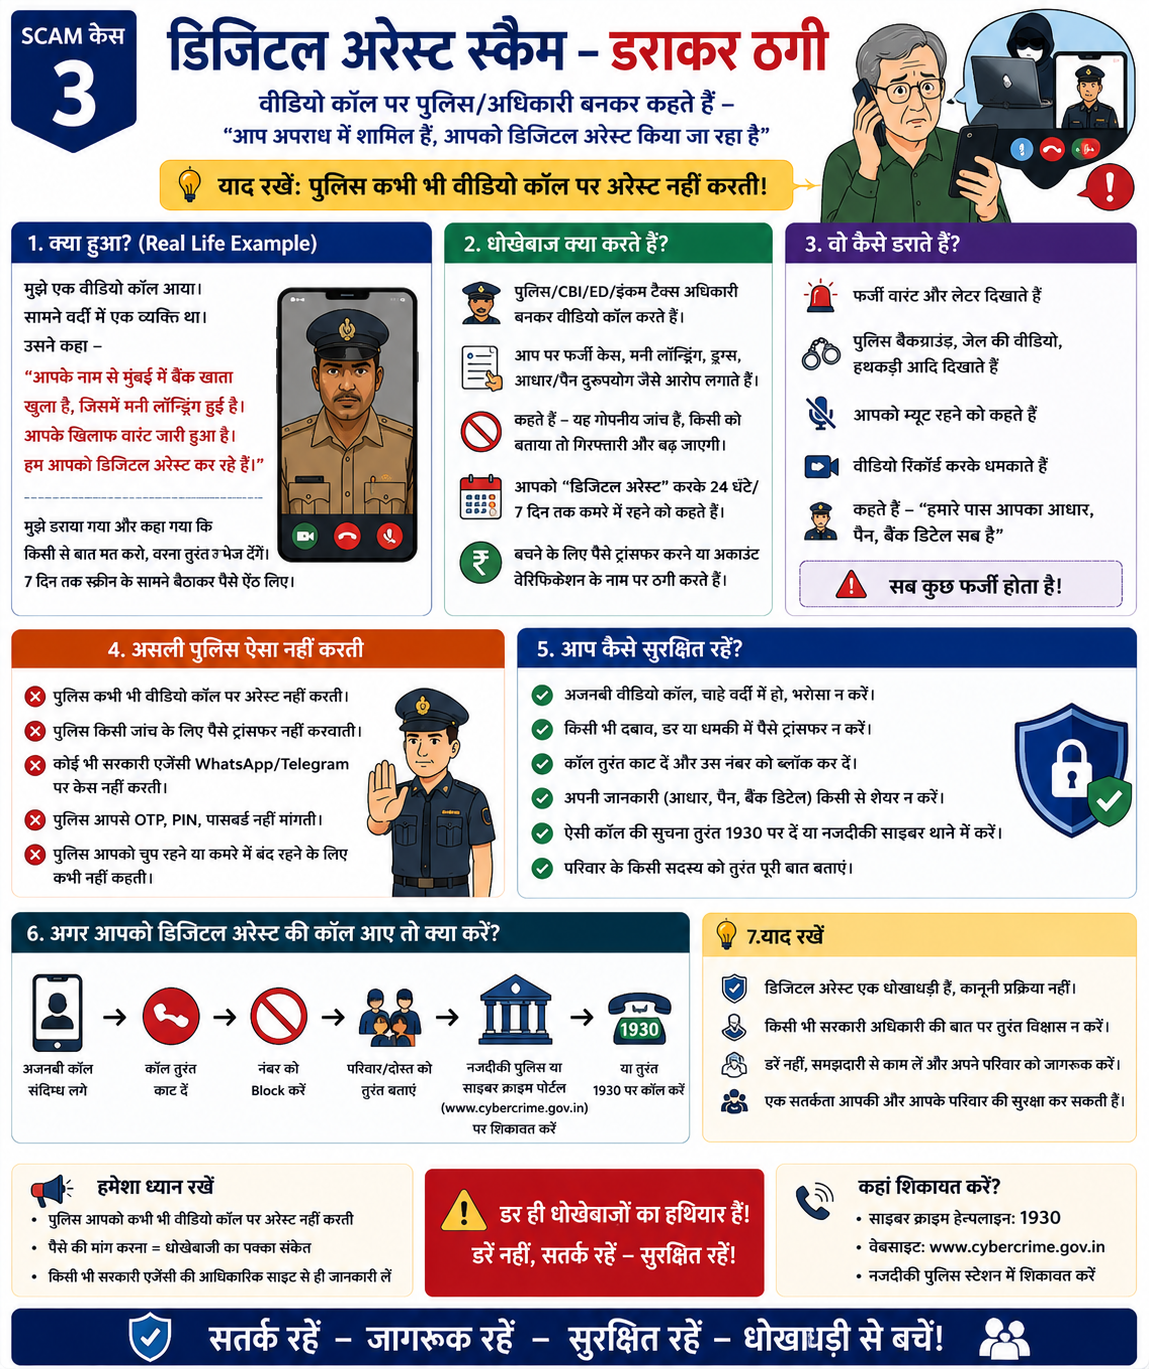 SCAM केस
3
डिजिटल अरेस्ट स्कैम – डराकर ठगी
वीडियो कॉल पर पुलिस/अधिकारी बनकर कहते हैं –
“आप अपराध में शामिल हैं, आपको डिजिटल अरेस्ट किया जा रहा है”
याद रखें: पुलिस कभी भी वीडियो कॉल पर अरेस्ट नहीं करती!
1. क्या हुआ? (Real Life Example)
मुझे एक वीडियो कॉल आया।
सामने वर्दी में एक व्यक्ति था।
उसने कहा –
“आपके नाम से मुंबई में बैंक खाता
खुला है, जिसमें मनी लॉन्ड्रिंग हुई है।
आपके खिलाफ वारंट जारी हुआ है।
हम आपको डिजिटल अरेस्ट कर रहे हैं।”
मुझे डराया गया और कहा गया कि
किसी से बात मत करो, वरना तुरंत भेज देंगे।
7 दिन तक स्क्रीन के सामने बैठाकर पैसे ऐंठ लिए।
2. धोखेबाज क्या करते हैं?
पुलिस/CBI/ED/इंकम टैक्स अधिकारी
बनकर वीडियो कॉल करते हैं।
आप पर फर्जी केस, मनी लॉन्ड्रिंग, ड्रग्स,
आधार/पैन दुरुपयोग जैसे आरोप लगाते हैं।
कहते हैं – यह गोपनीय जांच है, किसी को
बताया तो गिरफ्तारी और बढ़ जाएगी।
आपको “डिजिटल अरेस्ट” करके 24 धंटे/
7 दिन तक कमरे में रहने को कहते हैं।
बचने के लिए पैसे ट्रांसफर करने या अकाउंट
वेरिफिकेशन के नाम पर ठगी करते हैं।
3. वो कैसे डराते हैं?
फर्जी वारंट और लेटर दिखाते हैं
पुलिस बैकग्राउंड, जेल की वीडियो,
हथकड़ी आदि दिखाते हैं
आपको म्यूट रहने को कहते हैं
वीडियो रिकॉर्ड करके धमकाते हैं
कहते हैं – “हमारे पास आपका आधार,
पैन, बैंक डिटेल सब है”
सब कुछ फर्जी होता है!
4. असली पुलिस ऐसा नहीं करती
पुलिस कभी भी वीडियो कॉल पर अरेस्ट नहीं करती।
पुलिस किसी जांच के लिए पैसे ट्रांसफर नहीं करवाती।
कोई भी सरकारी एजेंसी WhatsApp/Telegram
पर केस नहीं करती।
पुलिस आपसे OTP, PIN, पासबर्ड नहीं मांगती।
पुलिस आपको चुप रहने या कमरे में बंद रहने के लिए
कभी नहीं कहती।
5. आप कैसे सुरक्षित रहें?
अजनबी वीडियो कॉल, चाहे वर्दी में हो, भरोसा न करें।
किसी भी दबाव, डर या धमकी में पैसे ट्रांसफर न करें।
कॉल तुरंत काट दें और उस नंबर को ब्लॉक कर दें।
अपनी जानकारी (आधार, पैन, बैंक डिटेल) किसी से शेयर न करें।
ऐसी कॉल की सुचना तुरंत 1930 पर दें या नजदीकी साइबर थाने में करें।
परिवार के किसी सदस्य को तुरंत पूरी बात बताएं।
6. अगर आपको डिजिटल अरेस्ट की कॉल आए तो क्या करें?
अजनबी कॉल
संदिग्ध लगे
कॉल तुरंत
काट दें
नंबर को
Block करें
परिवार/दोस्त को
तुरंत बताएं
नजदीकी पुलिस या
साइबर क्राइम पोर्टल
(www.cybercrime.gov.in)
पर शिकायत करें
1930
या तुरंत
1930 पर कॉल करें
7.याद रखें
डिजिटल अरेस्ट एक धोखाधड़ी हैं, कानूनी प्रक्रिया नहीं।
किसी भी सरकारी अधिकारी की बात पर तुरंत विश्वास न करें।
डरें नहीं, समझदारी से काम लें और अपने परिवार को जागरूक करें।
एक सतर्कता आपकी और आपके परिवार की सुरक्षा कर सकती हैं।
हमेशा ध्यान रखें
• पुलिस आपको कभी भी वीडियो कॉल पर अरेस्ट नहीं करती
• पैसे की मांग करना = धोखेबाजी का पक्का संकेत
• किसी भी सरकारी एजेंसी की आधिकारिक साइट से ही जानकारी लें
डर ही धोखेबाजों का हथियार हैं!
डरें नहीं, सतर्क रहें – सुरक्षित रहें!
कहां शिकायत करें?
• साइबर क्राइम हेल्पलाइन: 1930
• वेबसाइट: www.cybercrime.gov.in
• नजदीकी पुलिस स्टेशन में शिकायत करें
सतर्क रहें – जागरूक रहें – सुरक्षित रहें – धोखाधड़ी से बचें!